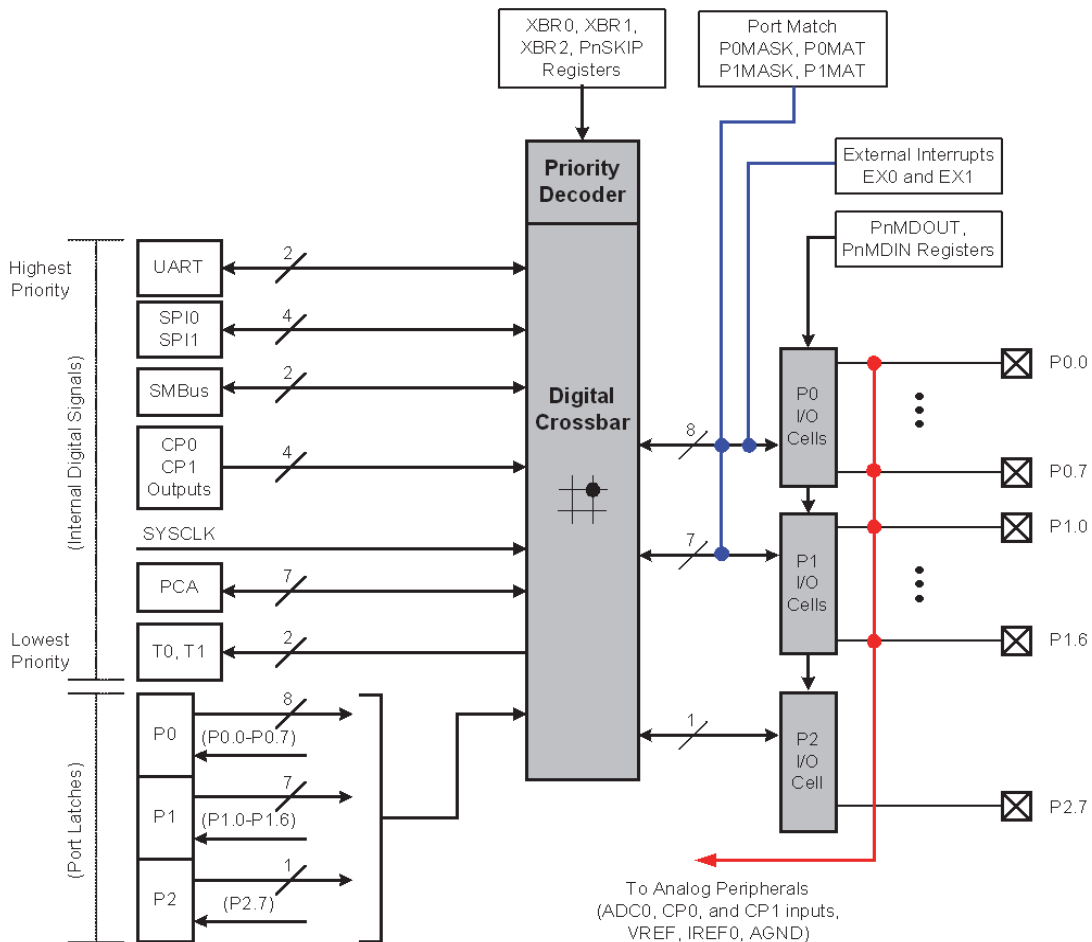 XBR0, XBR1,
XBR2, PnSKIP
Registers
Port Match
P0MASK, P0MAT
P1MASK, P1MAT
External Interrupts
EX0 and EX1
PnMDOUT,
PnMDIN Registers
Priority
Decoder
Digital
Crossbar
Highest
Priority
(Internal Digital Signals)
Lowest
Priority
(Port Latches)
UART
2
SPI0
SPI1
4
SMBus
2
CP0
CP1
Outputs
4
SYSCLK
PCA
7
T0, T1
2
P0
8
(P0.0-P0.7)
P1
7
(P1.0-P1.6)
P2
1
(P2.7)
8
7
1
P0
I/O
Cells
P1
I/O
Cells
P2
I/O
Cell
P0.0
P0.7
P1.0
P1.6
P2.7
To Analog Peripherals
(ADC0, CP0, and CP1 inputs,
VREF, IREF0, AGND)